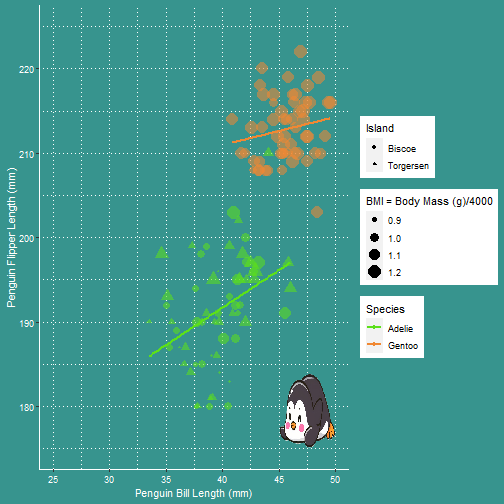 Penguin Flipper Length (mm)
220
210
200
190
180
25
30
35
40
45
50
Penguin Bill Length (mm)
Island
Biscoe
Torgersen
BMI = Body Mass (g)/4000
0.9
1.0
1.1
1.2
Species
Adelie
Gentoo